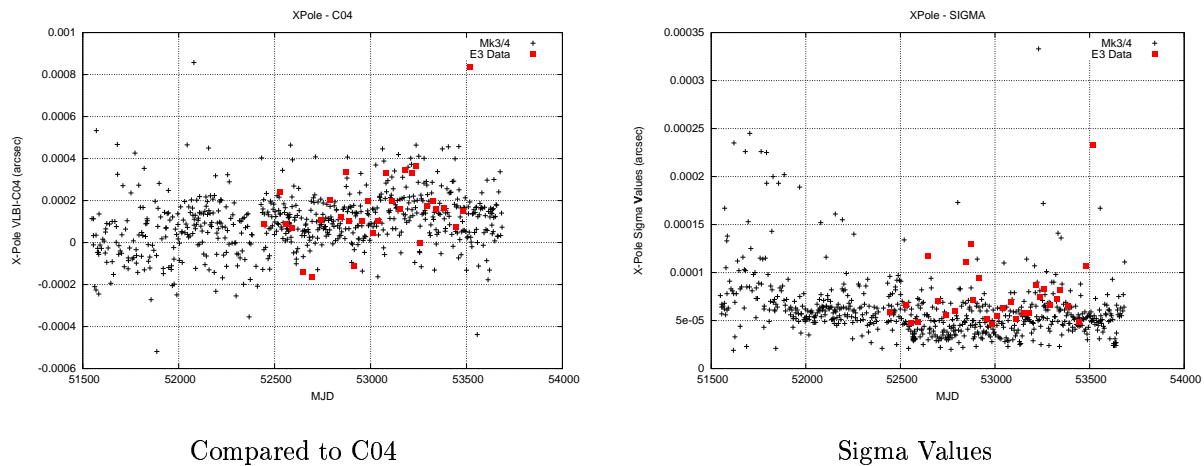 XPole - C04
0.001
0.0008
0.0006
0.0004
0.0002
0
-0.0002
-0.0004
-0.0006
X-Pole VLBI-C04 (arcsec)
51500 52000 52500 53000 53500 54000
MJD
Mk3/4
E3 Data
Compared to C04
XPole - SIGMA
0.00035
0.0003
0.00025
0.0002
0.00015
0.0001
5e-05
0
X-Pole Sigma Values (arcsec)
51500 52000 52500 53000 53500 54000
MJD
Mk3/4
E3 Data
Sigma Values